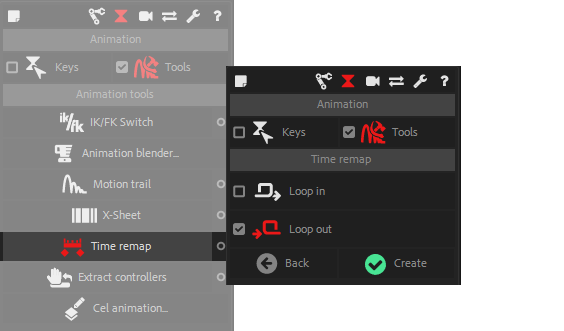 ?
Animation
Keys
Tools
Animation tools
IK/FK Switch
Animation blender...
Motion trail
X-Sheet
Time remap
Extract controllers
Cel animation...
?
Animation
Keys
Tools
Time remap
Loop in
Loop out
Back
Create